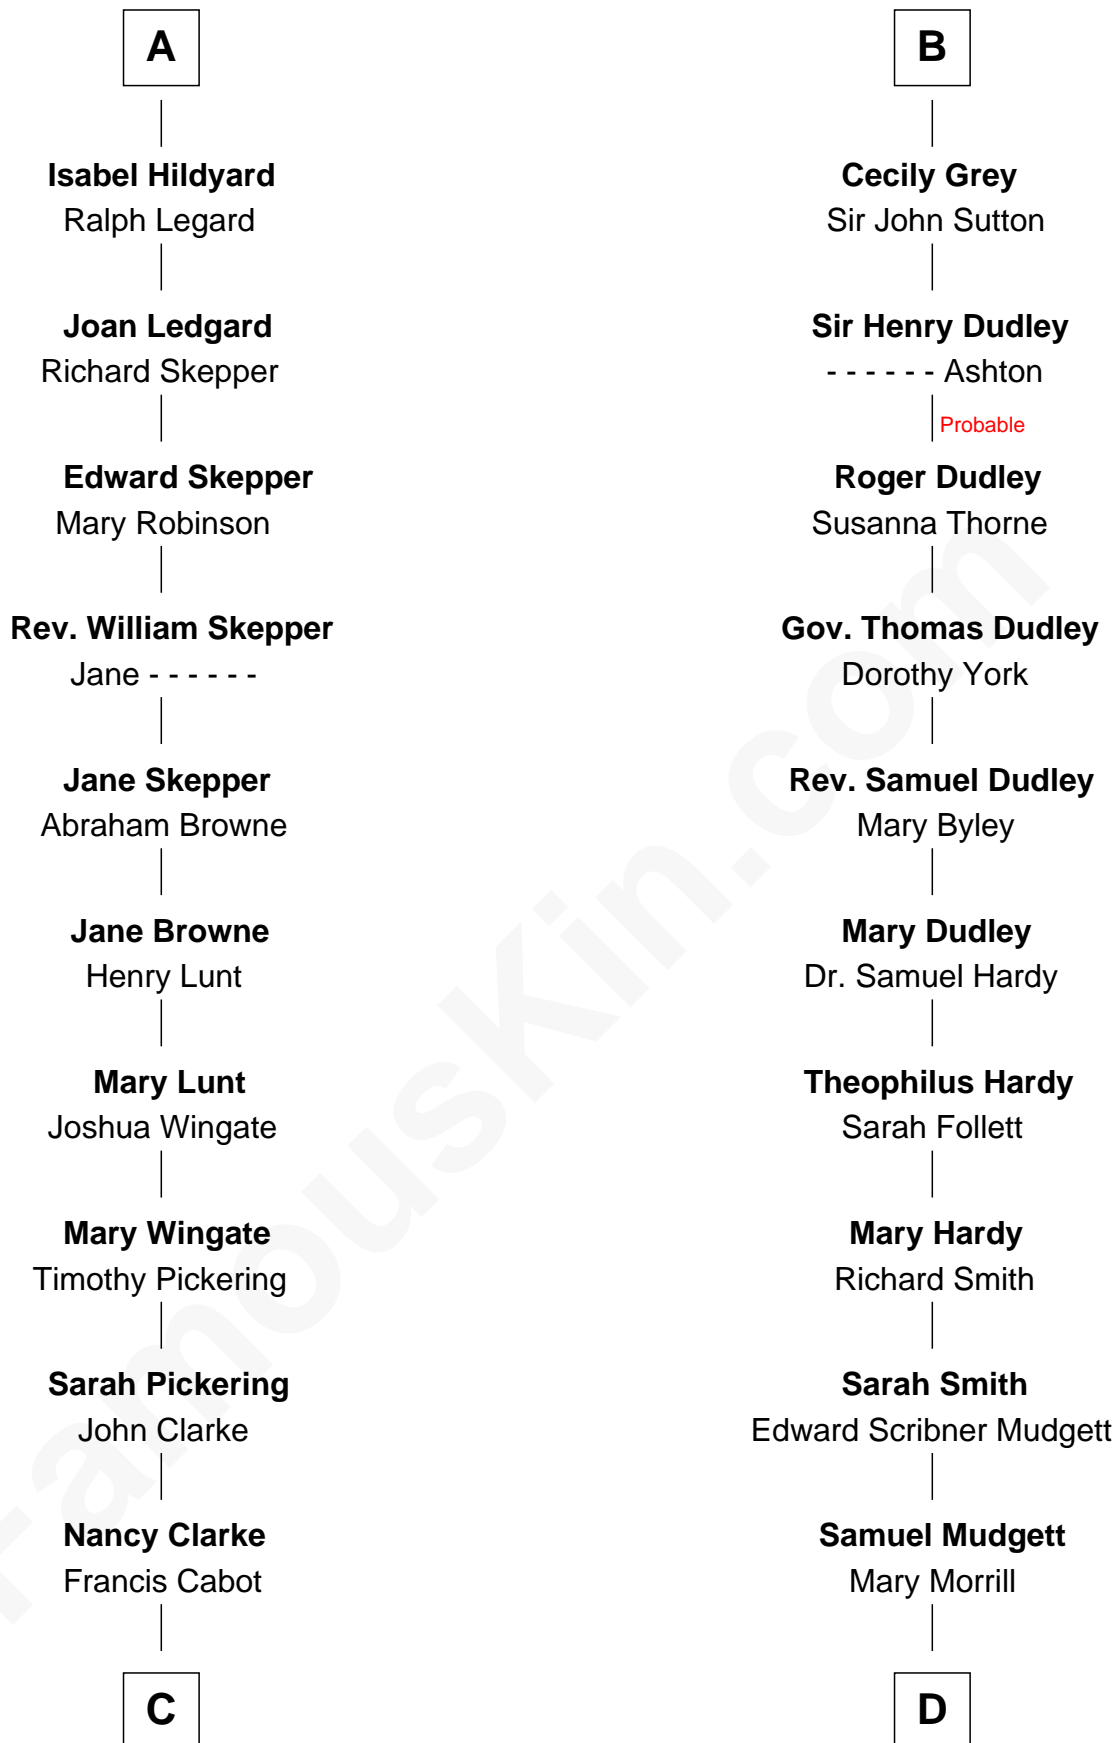 A
Isabel Hildyard
Ralph Legard
Joan Ledgard
Richard Skepper
Edward Skepper
Mary Robinson
Rev. William Skepper
Jane - - - - - -
Jane Skepper
Abraham Browne
Jane Browne
Henry Lunt
Mary Lunt
Joshua Wingate
Mary Wingate
Timothy Pickering
Sarah Pickering
John Clarke
Nancy Clarke
Francis Cabot
C
B
Cecily Grey
Sir John Sutton
Sir Henry Dudley
- - - - - - Ashton
Probable
Roger Dudley
Susanna Thorne
Gov. Thomas Dudley
Dorothy York
Rev. Samuel Dudley
Mary Byley
Mary Dudley
Dr. Samuel Hardy
Theophilus Hardy
Sarah Follett
Mary Hardy
Richard Smith
Sarah Smith
Edward Scribner Mudgett
Samuel Mudgett
Mary Morrill
D
FamousKin.com